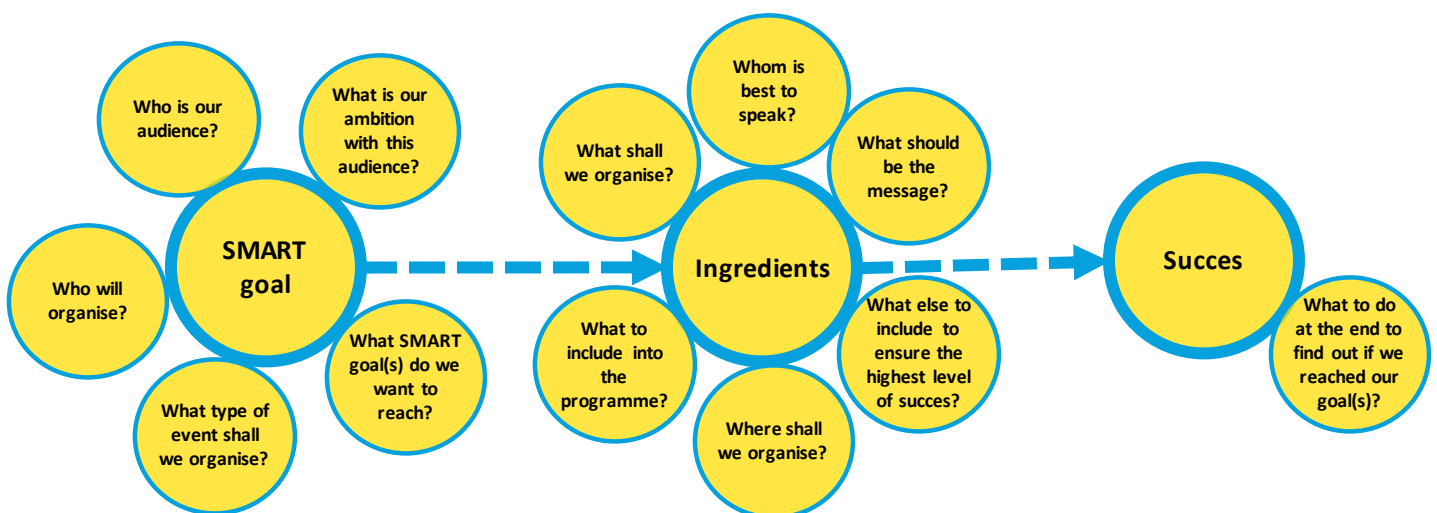 Who is our
audience?
What is our
ambition
with this
audience?
SMART
goal
Who will
organise?
What SMART
goal(s) do we
want to
reach?
What type of
event shall
we organise?
Whom is
best to
speak?
What shall
we organise?
What should
be the
message?
Ingredients
What to
include into
the
programme?
What else to
include to
ensure the
highest level
of succes?
Where shall
we organise?
Succes
What to do
at the end to
find out if we
reached our
goal(s)?